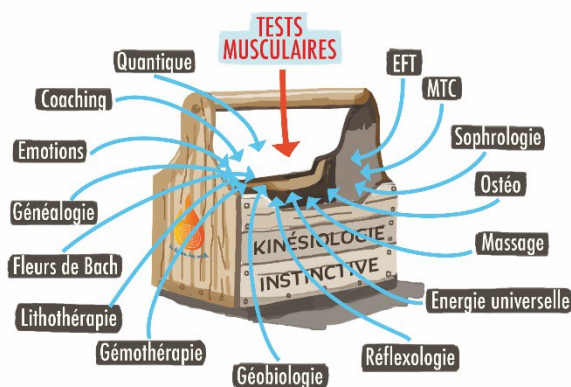 TESTS
MUSCULAIRES
Quantique
EFT
Coaching
MTC
Emotions
Sophrologie
Généalogie
Ostéo
Fleurs de Bach
Massage
KINÉSIOLOGIE
INSTINCTIVE
Lithothérapie
Energie universelle
Gémothérapie
Réflexologie
Géobiologie